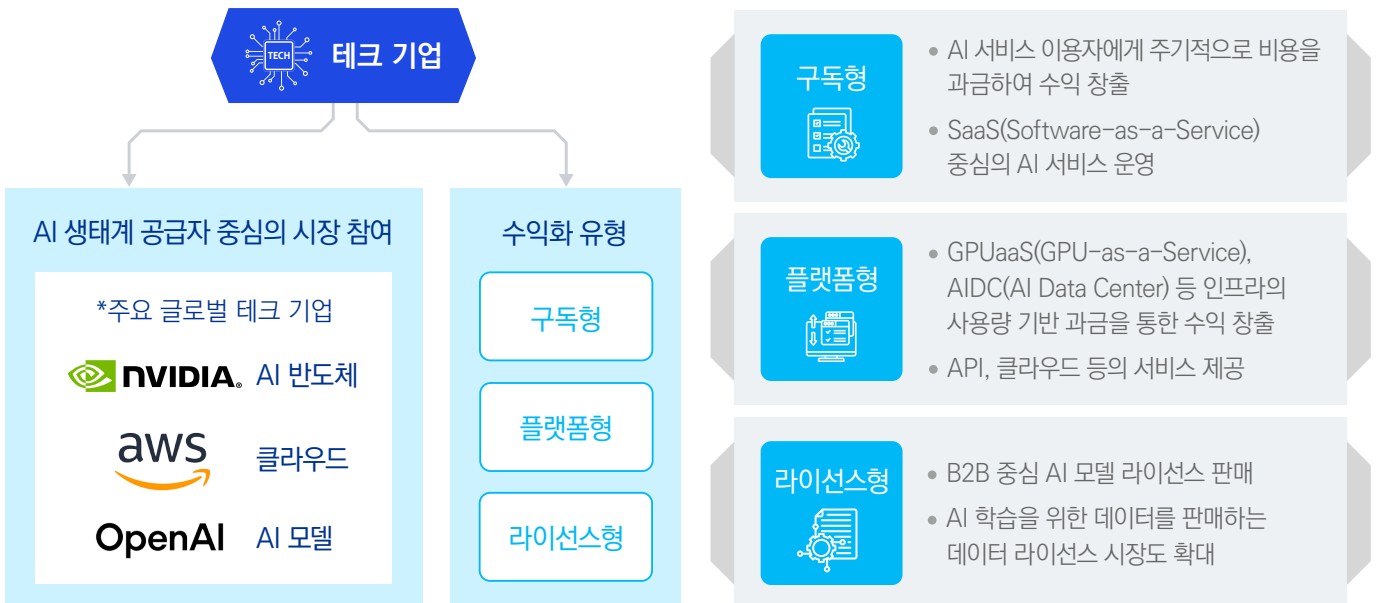 TECH
테크 기업
AI 생태계 공급자 중심의 시장 참여
*주요 글로벌 테크 기업
NVIDIA. AI 반도체
aws 클라우드
OpenAI AI 모델
수익화 유형
구독형
플랫폼형
라이선스형
구독형
• AI 서비스 이용자에게 주기적으로 비용을
과금하여 수익 창출
• SaaS(Software-as-a-Service)
중심의 AI 서비스 운영
플랫폼형
• GPUaaS(GPU-as-a-Service),
AIDC(AI Data Center) 등 인프라의
사용량 기반 과금을 통한 수익 창출
• API, 클라우드 등의 서비스 제공
라이선스형
• B2B 중심 AI 모델 라이선스 판매
• AI 학습을 위한 데이터를 판매하는
데이터 라이선스 시장도 확대